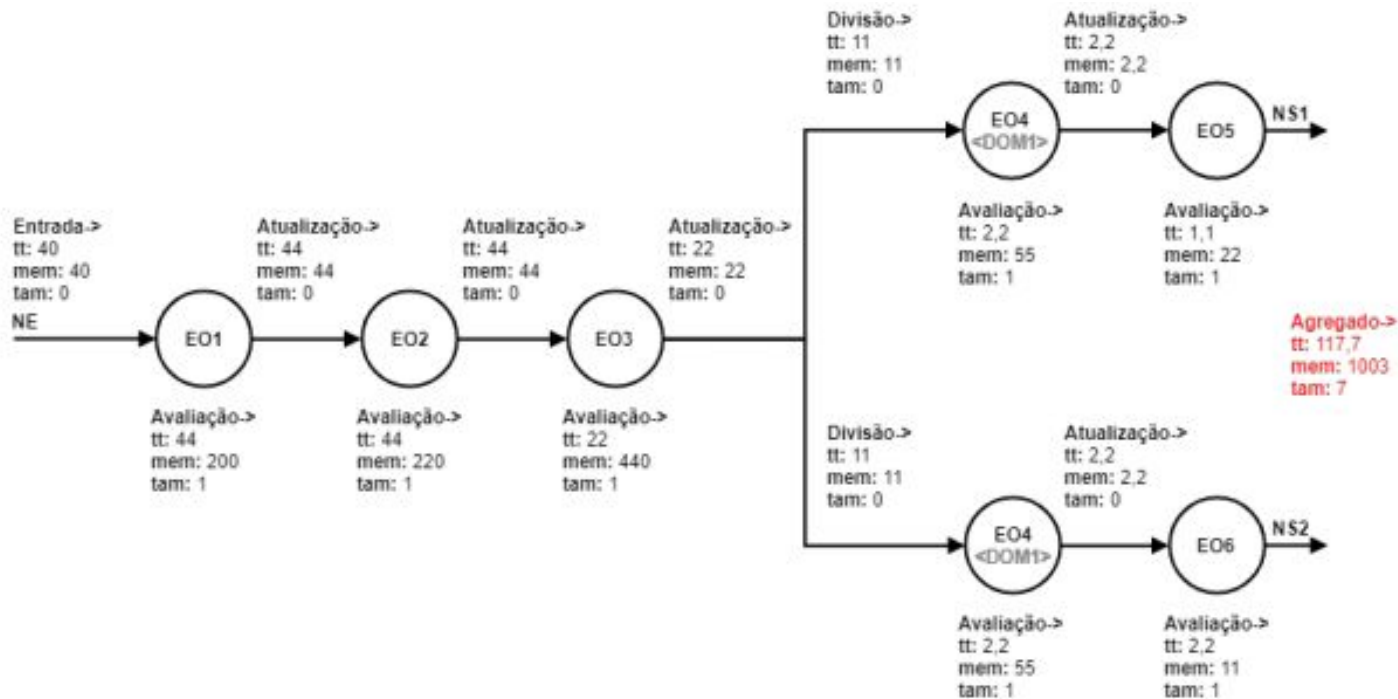 Divisão->
tt: 11
mem: 11
tam: 0
Atualização->
tt: 2,2
mem: 2,2
tam: 0
EO4
<DOM1>
EO5
NS1
Avaliação->
tt: 2,2
mem: 55
tam: 1
Avaliação->
tt: 1,1
mem: 22
tam: 1
Entrada->
tt: 40
mem: 40
tam: 0
NE
Atualização->
tt: 44
mem: 44
tam: 0
Atualização->
tt: 44
mem: 44
tam: 0
Atualização->
tt: 22
mem: 22
tam: 0
EO1
EO2
EO3
Avaliação->
tt: 44
mem: 200
tam: 1
Avaliação->
tt: 44
mem: 220
tam: 1
Avaliação->
tt: 22
mem: 440
tam: 1
Agregado->
tt: 117,7
mem: 1003
tam: 7
Divisão->
tt: 11
mem: 11
tam: 0
Atualização->
tt: 2,2
mem: 2,2
tam: 0
EO4
<DOM1>
EO6
NS2
Avaliação->
tt: 2,2
mem: 55
tam: 1
Avaliação->
tt: 2,2
mem: 11
tam: 1